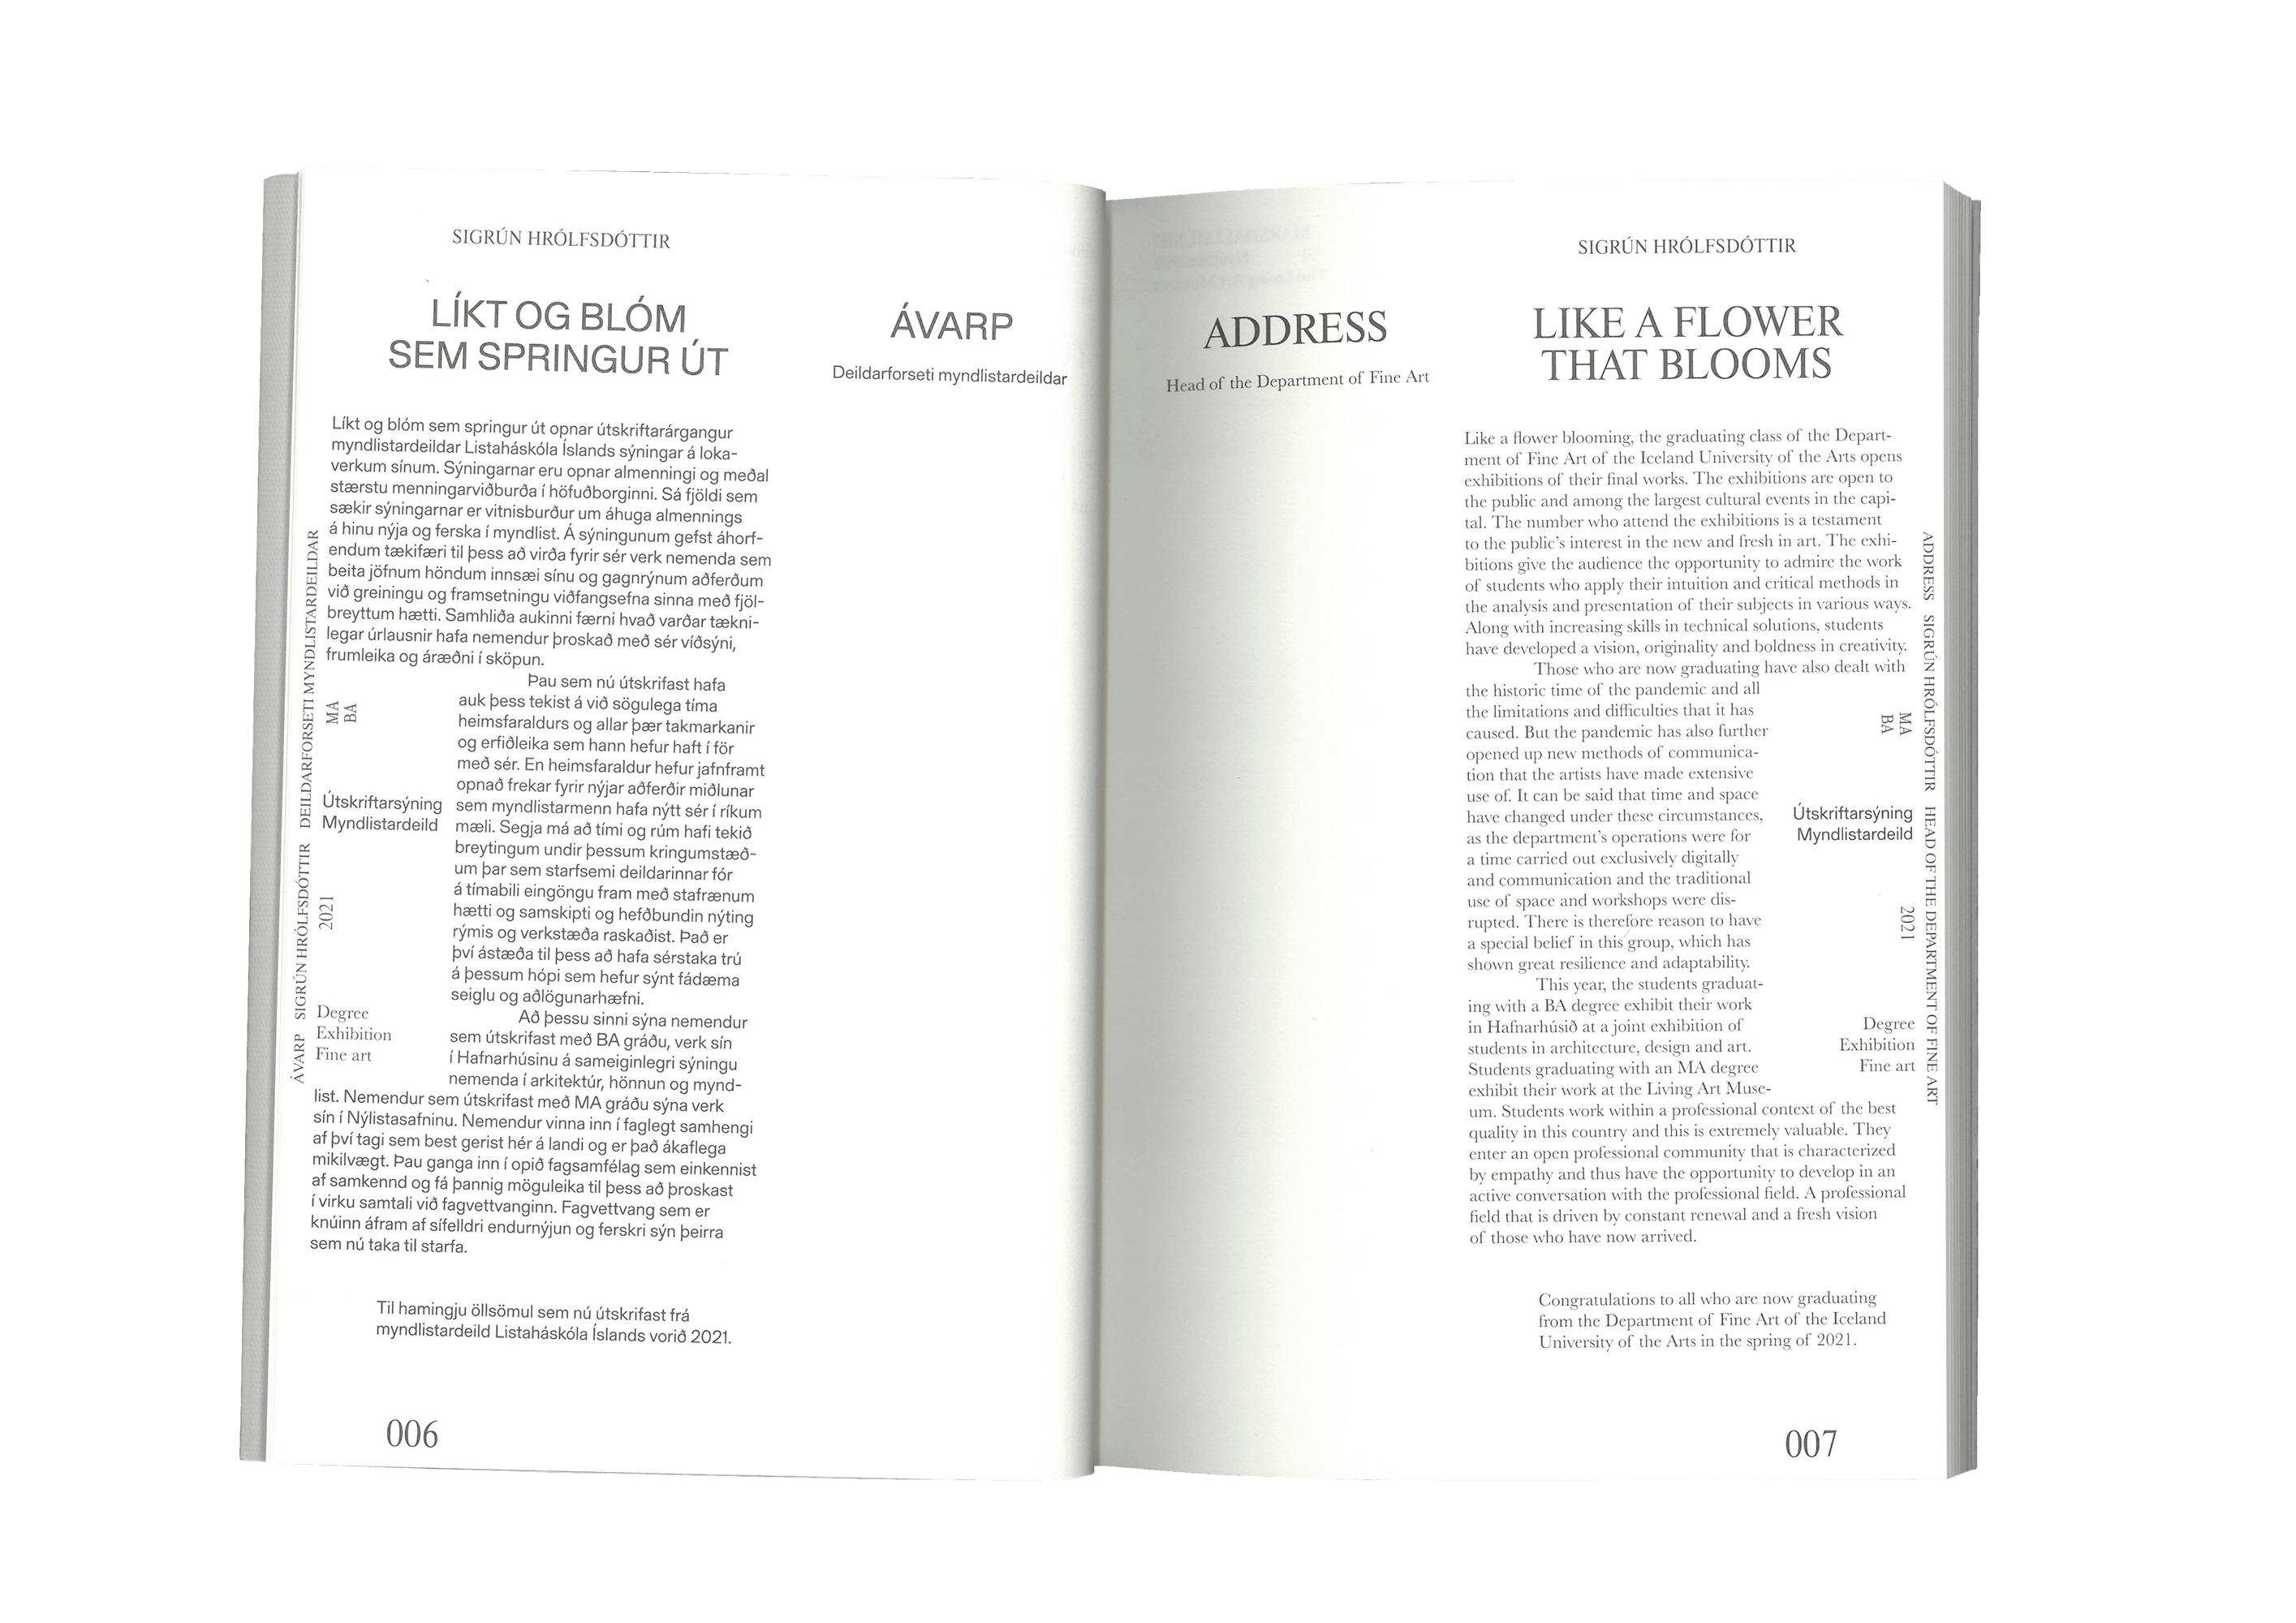 SIGRÚN HRÓLFSDÓTTIR
LÍKT OG BLÓM
SEM SPRINGUR ÚT
ÁVARP
Deildarforseti myndlistardeildar
Líkt og blóm sem springur út opnar útskriftarárgangur
myndlistardeildar Listaháskóla Íslands sýningar á loka-
verkum sínum. Sýningarnar eru opnar almenningi og meðal
stærstu menningarviðburða í höfuðborginni. Sá fjöldi sem
sækir sýningarnar er vitnisburður um áhuga almennings
á hinu nýja og ferska í myndlist. Á sýningunum gefst áhorf-
endum tækifæri til þess að virða fyrir sér verk nemenda sem
beita jöfnum höndum innsæi sínu og gagnrýnum aðferðum
við greiningu og framsetningu viðfangsefna sinna með fjöl-
breyttum hætti. Samhliða aukinni færni hvað varðar tækni-
legar úrlausnir hafa nemendur þroskað með sér víðsýni,
frumleika og áræðni í sköpun.
Þau sem nú útskrifast hafa
auk þess tekist á við sögulega tíma
heimsfaraldurs og allar þær takmarkanir
og erfiðleika sem hann hefur haft í för
með sér. En heimsfaraldur hefur jafnframt
opnað frekar fyrir nýjar aðferðir miðlunar
sem myndlistarmenn hafa nýtt sér í ríkum
mæli. Segja má að tími og rúm hafi tekið
breytingum undir þessum kringumstæð-
um þar sem starfsemi deildarinnar fór
á tímabili eingöngu fram með stafrænum
hætti og samskipti og hefðbundin nýting
rýmis og verkstæða raskaðist. Það er
því ástæða til þess að hafa sérstaka trú
á þessum hópi sem hefur sýnt fádæma
seiglu og aðlögunarhæfni.
Að þessu sinni sýna nemendur
sem útskrifast með BA gráðu, verk sín
í Hafnarhúsinu á sameiginlegri sýningu
nemenda í arkitektúr, hönnun og mynd-
list. Nemendur sem útskrifast með MA gráðu sýna verk
sín í Nýlistasafninu. Nemendur vinna inn í faglegt samhengi
af því tagi sem best gerist hér á landi og er það ákaflega
mikilvægt. Þau ganga inn í opið fagsamfélag sem einkennist
af samkennd og fá þannig möguleika til þess að þroskast
í virku samtali við fagvettvanginn. Fagvettvang sem er
knúinn áfram af sífelldri endurnýjun og ferskri sýn þeirra
sem nú taka til starfa.
Til hamingju öllsömul sem nú útskrifast frá
myndlistardeild Listaháskóla Íslands vorið 2021.
ÁVARP SIGRÚN HRÓLFSDÓTTIR DEILDARFORSETI MYNDLISTARDEILDAR
MA
BA
Útskriftarsýning
Myndlistardeild
2021
Degree
Exhibition
Fine art
006
ADDRESS
Head of the Department of Fine Art
SIGRÚN HRÓLFSDÓTTIR
LIKE A FLOWER
THAT BLOOMS
Like a flower blooming, the graduating class of the Depart-
ment of Fine Art of the Iceland University of the Arts opens
exhibitions of their final works. The exhibitions are open to
the public and among the largest cultural events in the capi-
tal. The number who attend the exhibitions is a testament
to the public's interest in the new and fresh in art. The exhi-
bitions give the audience the opportunity to admire the work
of students who apply their intuition and critical methods in
the analysis and presentation of their subjects in various ways.
Along with increasing skills in technical solutions, students
have developed a vision, originality and boldness in creativity.
Those who are now graduating have also dealt with
the historic time of the pandemic and all
the limitations and difficulties that it has
caused. But the pandemic has also further
opened up new methods of communica-
tion that the artists have made extensive
use of. It can be said that time and space
have changed under these circumstances,
as the department's operations were for
a time carried out exclusively digitally
and communication and the traditional
use of space and workshops were dis-
rupted. There is therefore reason to have
a special belief in this group, which has
shown great resilience and adaptability.
This year, the students graduat-
ing with a BA degree exhibit their work
in Hafnarhúsið at a joint exhibition of
students in architecture, design and art.
Students graduating with an MA degree
exhibit their work at the Living Art Muse-
um. Students work within a professional context of the best
quality in this country and this is extremely valuable. They
enter an open professional community that is characterized
by empathy and thus have the opportunity to develop in an
active conversation with the professional field. A professional
field that is driven by constant renewal and a fresh vision
of those who have now arrived.
Congratulations to all who are now graduating
from the Department of Fine Art of the Iceland
University of the Arts in the spring of 2021.
MA
BA
Útskriftarsýning
Myndlistardeild
2021
Degree
Exhibition
Fine art
ADDRESS SIGRÚN HRÓLFSDÓTTIR HEAD OF THE DEPARTMENT OF FINE ART
007